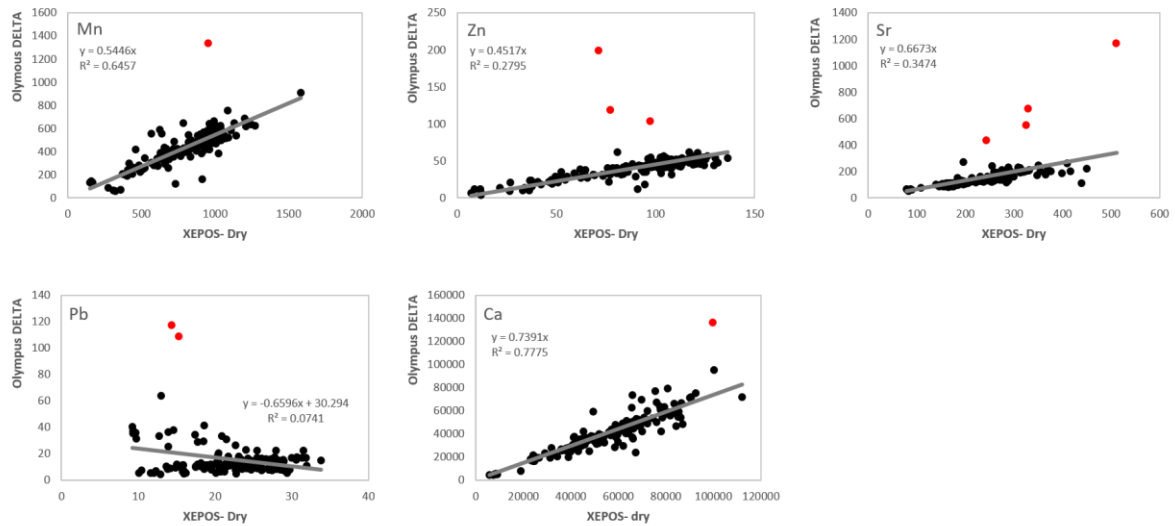 Mn
y = 0.5446x
R² = 0.6457
Olymous DELTA
1600
1400
1200
1000
800
600
400
200
0
0 500 1000 1500 2000
XEPOS- Dry
Zn
y = 0.4517x
R² = 0.2795
Olympus DELTA
250
200
150
100
50
0
0 50 100 150
XEPOS- Dry
Sr
y = 0.6673x
R² = 0.3474
Olympus DELTA
1400
1200
1000
800
600
400
200
0
0 100 200 300 400 500 600
XEPOS- Dry
Pb
y = -0.6596x + 30.294
R² = 0.0741
Olympus DELTA
140
120
100
80
60
40
20
0
0 10 20 30 40
XEPOS- Dry
Ca
y = 0.7391x
R² = 0.7775
Olympus DELTA
160000
140000
120000
100000
80000
60000
40000
20000
0
0 20000 40000 60000 80000 100000 120000
XEPOS- dry